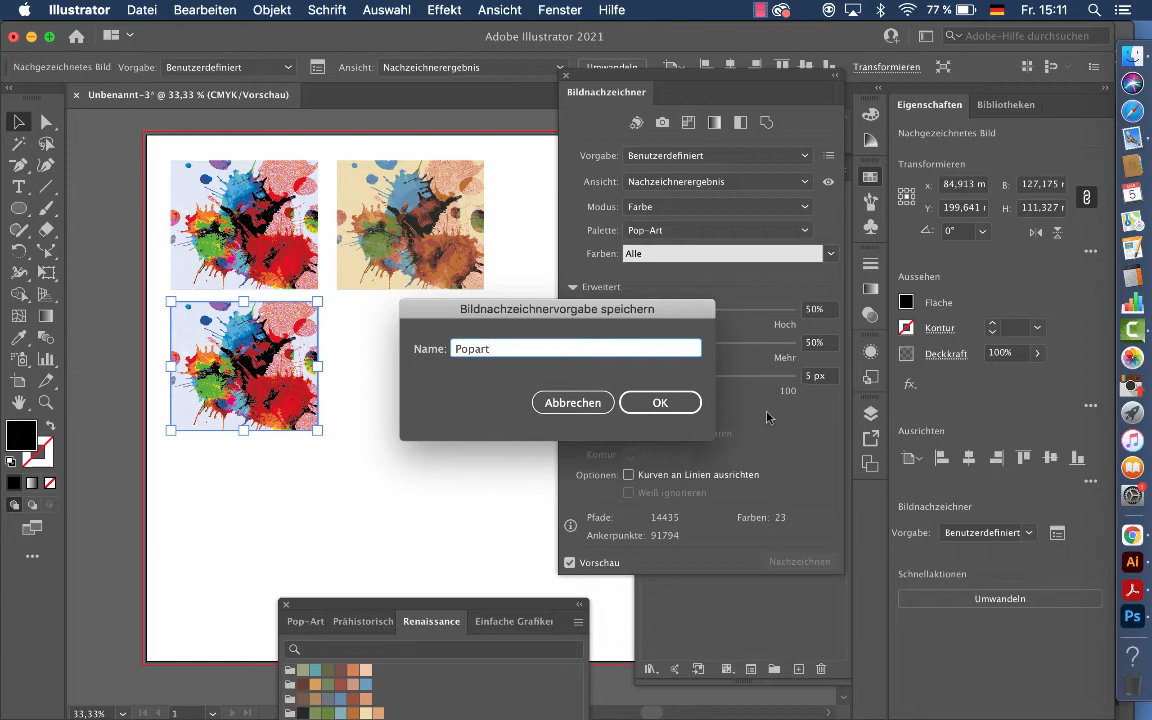 Illustrator Datei Bearbeiten Objekt Schrift Auswahl Effekt Ansicht Fenster Hilfe 77 % Fr. 15:11
Adobe Illustrator 2021 Adobe-Hilfe durchsuchen
Nachgezeichnetes Bild Vorgabe: Benutzerdefiniert Ansicht: Nachzeichnerergebnis Umwandeln Transformieren
Unbenannt-3* @ 33,33 % (CMYK/Vorschau)
Bildnachzeichner
Vorgabe: Benutzerdefiniert
Ansicht: Nachzeichnerergebnis
Modus: Farbe
Palette: Pop-Art
Farben: Alle
Erweitert
50%
Hoch
50%
Mehr
5 px
100
Kontur:
Optionen: Kurven an Linien ausrichten
Weiß ignorieren
Pfade: 14435 Farben: 23
Ankerpunkte: 91794
Vorschau Nachzeichnen
Bildnachzeichnervorgabe speichern
Name: Popart
Abbrechen OK
Eigenschaften Bibliotheken
Nachgezeichnetes Bild
Transformieren
x: 84,913 m B: 127,175
Y: 199,641 H: 111,327
0°
Aussehen
Fläche
Kontur
Deckkraft 100%
fx.
Ausrichten
Bildnachzeichner
Vorgabe: Benutzerdefiniert
Schnellaktionen
Umwandeln
Pop-Art Prähistorisch Renaissance Einfache Grafiker
33,33% 1
5
1
Ai
Ps